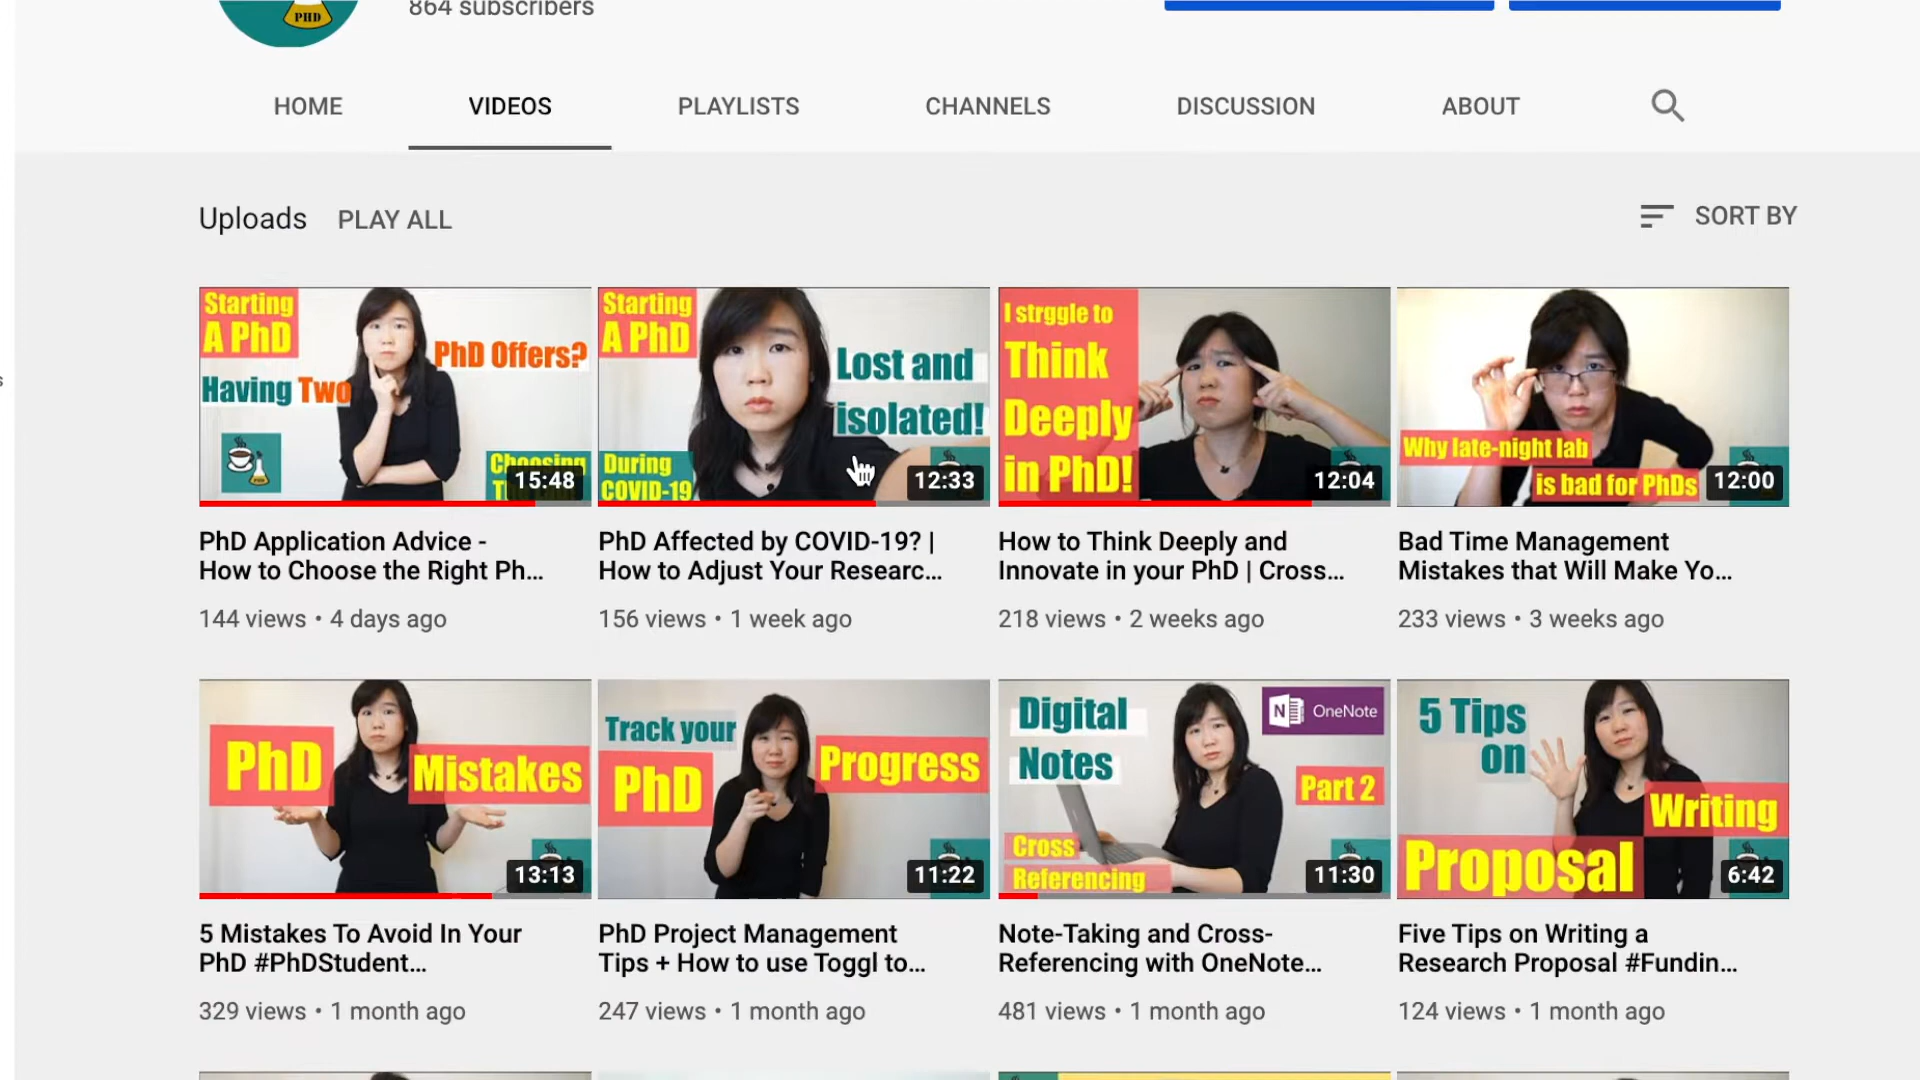 PHD
864 subscribers
HOME
VIDEOS
PLAYLISTS
CHANNELS
DISCUSSION
ABOUT
Uploads
PLAY ALL
SORT BY
Starting
A PhD
Having Two
PhD Offers?
Choosing
15:48
Starting
A PhD
Lost and
isolated!
During
COVID-19
12:33
I strggle to
Think
Deeply
in PhD!
12:04
Why late-night lab
is bad for PhDs
12:00
PhD Application Advice -
How to Choose the Right Ph...
144 views • 4 days ago
PhD Affected by COVID-19? |
How to Adjust Your Researc...
156 views • 1 week ago
How to Think Deeply and
Innovate in your PhD | Cross...
218 views • 2 weeks ago
Bad Time Management
Mistakes that Will Make Yo...
233 views • 3 weeks ago
PhD
Mistakes
13:13
Track your
PhD
Progress
11:22
Digital
Notes
N OneNote
Part 2
Cross
Referencing
11:30
5 Tips
on
Writing
Proposal
6:42
5 Mistakes To Avoid In Your
PhD #PhDStudent...
329 views • 1 month ago
PhD Project Management
Tips + How to use Toggl to...
247 views • 1 month ago
Note-Taking and Cross-
Referencing with OneNote...
481 views • 1 month ago
Five Tips on Writing a
Research Proposal #Fundin...
124 views • 1 month ago